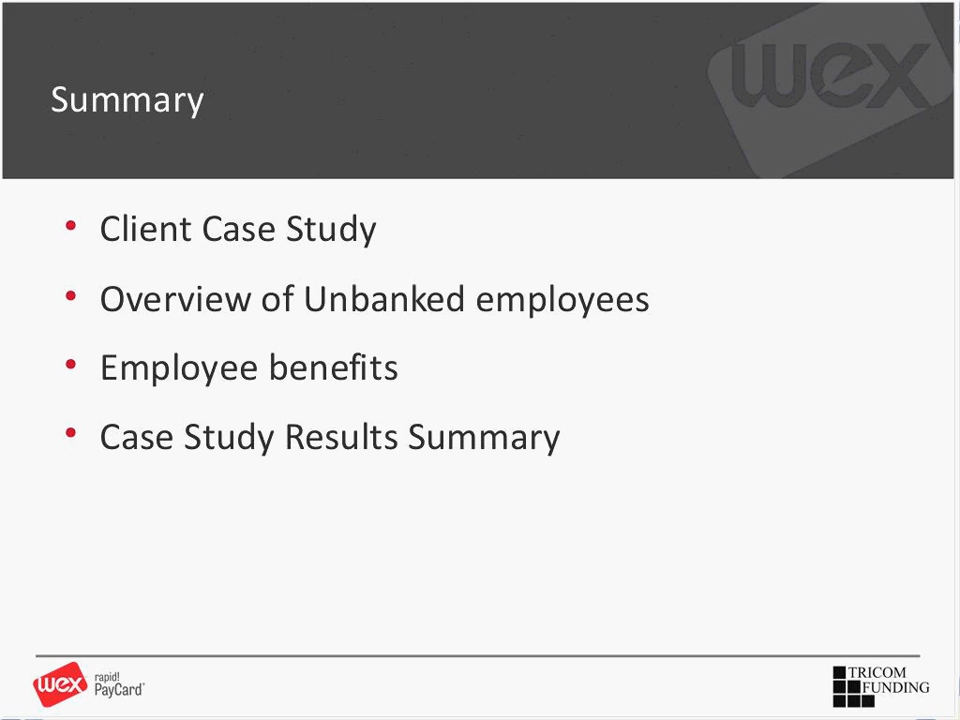 wex
Summary
• Client Case Study
• Overview of Unbanked employees
• Employee benefits
• Case Study Results Summary
wex rapid!
PayCard®
TRICOM
FUNDING